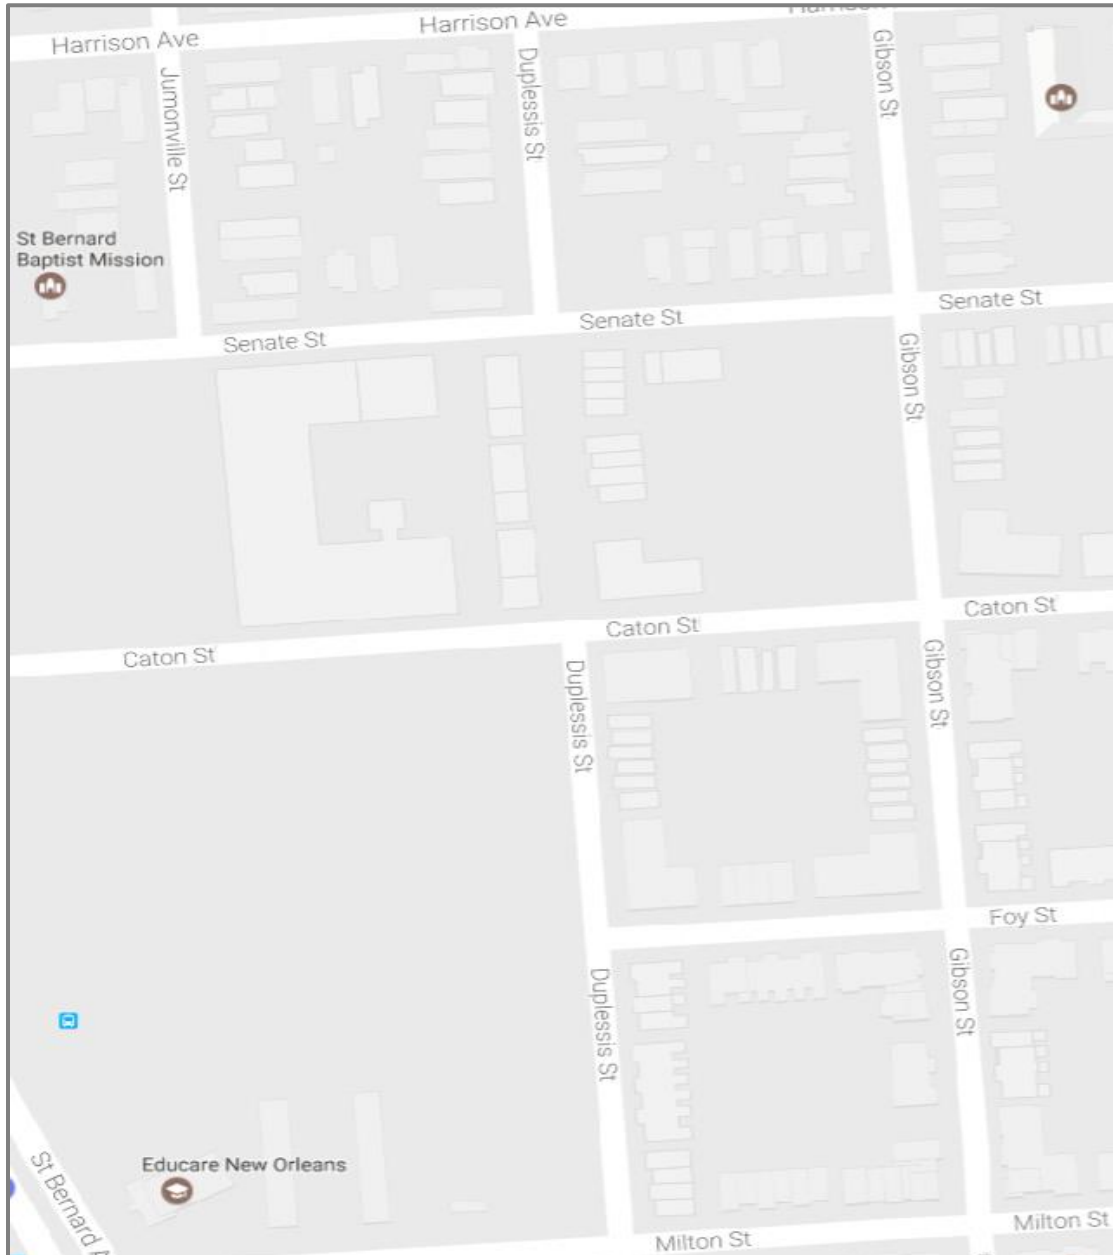 Harrison Ave
Harrison Ave
Jumonville St
Duplessis St
Gibson St
St Bernard
Baptist Mission
Senate St
Senate St
Senate St
Gibson St
Caton St
Caton St
Caton St
Duplessis St
Gibson St
Foy St
Duplessis St
Gibson St
Educare New Orleans
St Bernard
Milton St
Milton St